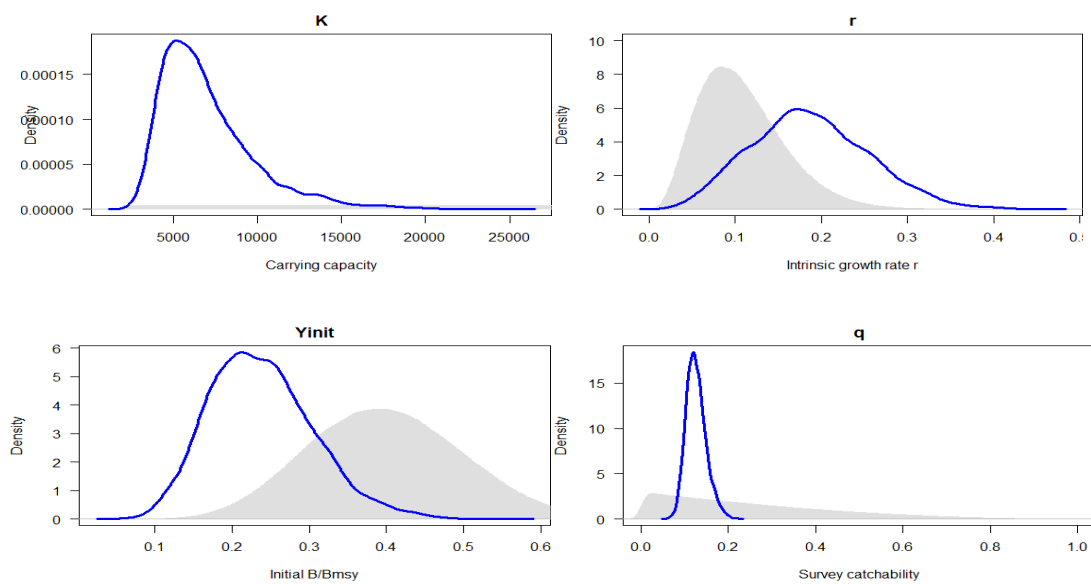 K
Density
0.00015
0.00010
0.00005
0.00000
5000 10000 15000 20000 25000
Carrying capacity
r
Density
10
8
6
4
2
0
0.0 0.1 0.2 0.3 0.4 0.5
Intrinsic growth rate r
Yinit
Density
6
5
4
3
2
1
0
0.1 0.2 0.3 0.4 0.5 0.6
Initial B/Bmsy
q
Density
15
10
5
0
0.0 0.2 0.4 0.6 0.8 1.0
Survey catchability